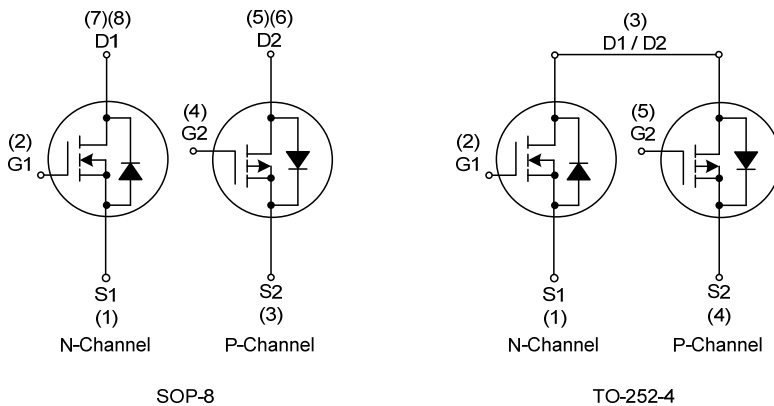 (7)(8)
D1
(5)(6)
D2
(2)
G1
(4)
G2
S1
(1)
S2
(3)
N-Channel
P-Channel
SOP-8
(3)
D1 / D2
(2)
G1
(5)
G2
S1
(1)
S2
(4)
N-Channel
P-Channel
TO-252-4